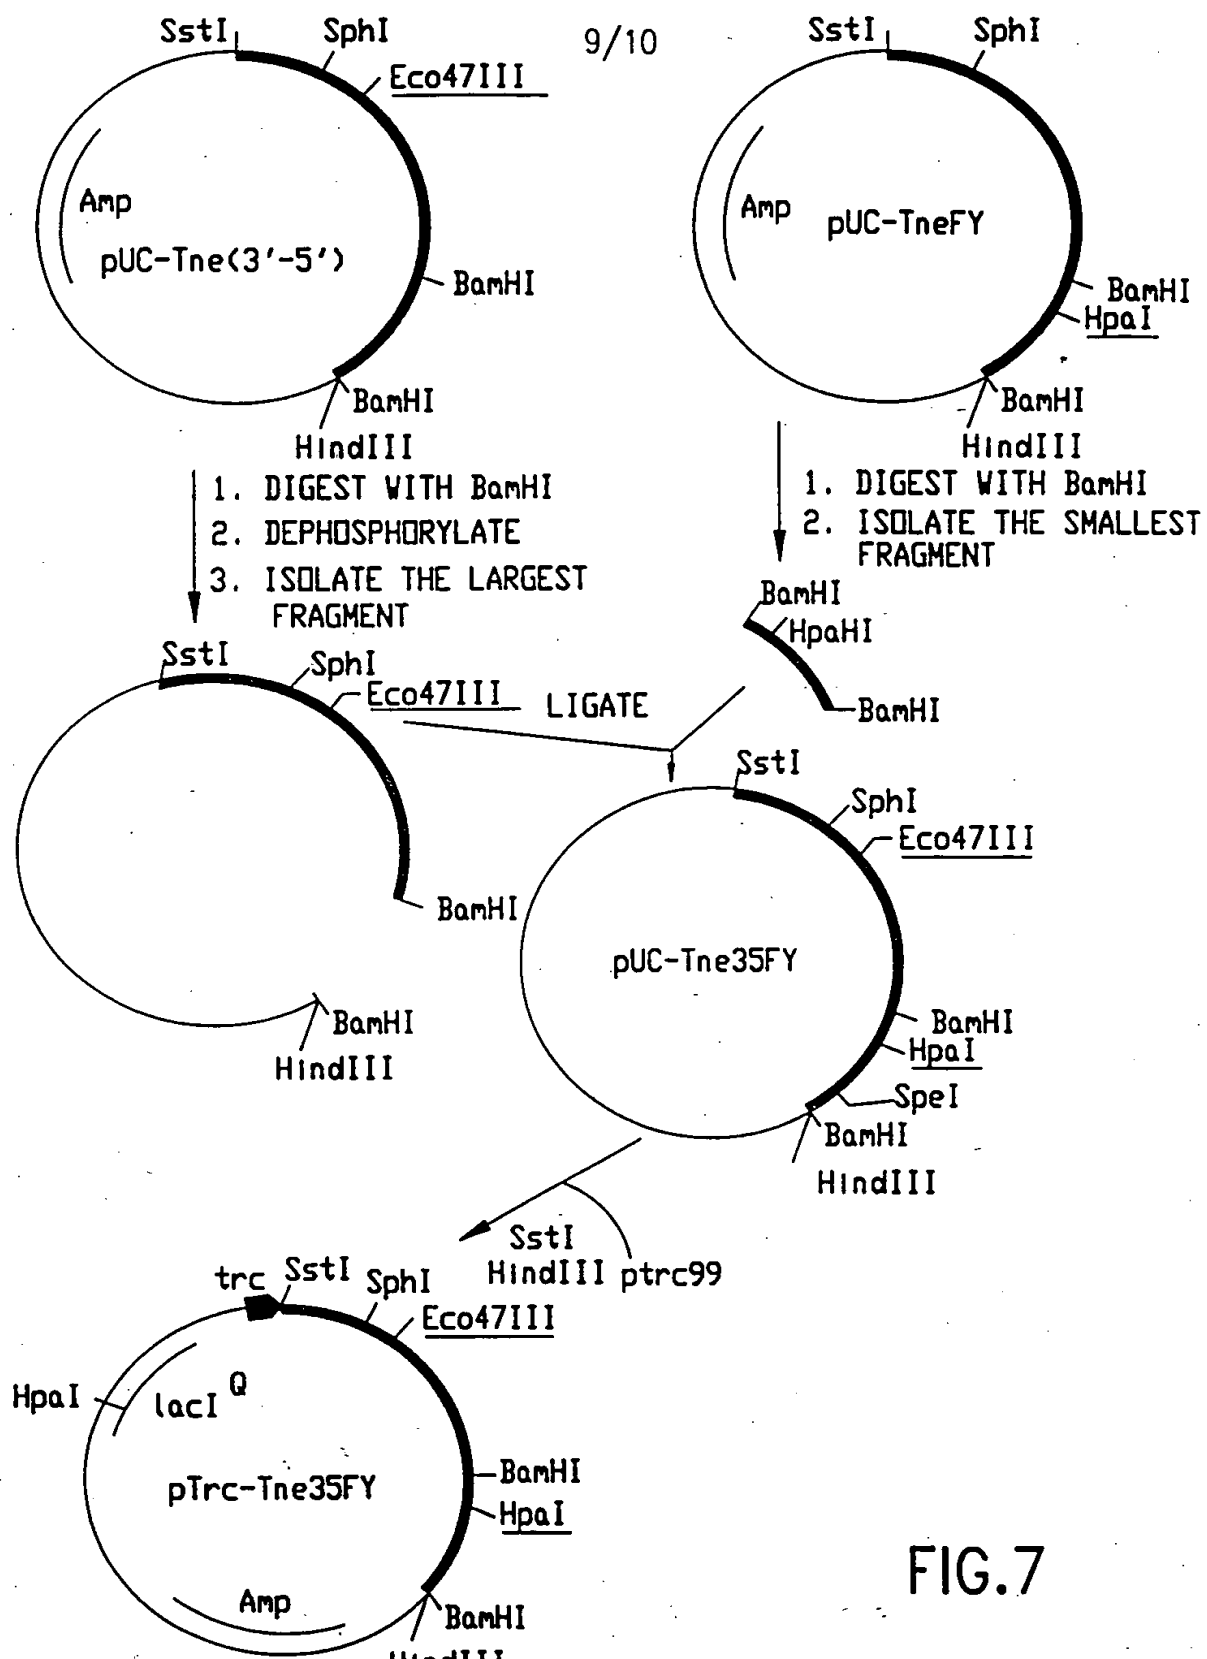 9/10
SstI
SphI
Eco47III
Amp
pUC-Tne(3'-5')
BamHI
BamHI
HindIII
SstI
SphI
Amp
pUC-TneFY
BamHI
HpaI
BamHI
HindIII
1. DIGEST WITH BamHI
2. DEPHOSPHORYLATE
3. ISOLATE THE LARGEST
FRAGMENT
1. DIGEST WITH BamHI
2. ISOLATE THE SMALLEST
FRAGMENT
BamHI
HpaHI
BamHI
SstI
SphI
Eco47III
LIGATE
BamHI
BamHI
HindIII
SstI
SphI
Eco47III
pUC-Tne35FY
BamHI
HpaI
SpeI
BamHI
HindIII
SstI
HindIII
ptrc99
trc
SstI
SphI
Eco47III
HpaI
lacI Q
pTrc-Tne35FY
BamHI
HpaI
Amp
BamHI
HindIII
FIG.7